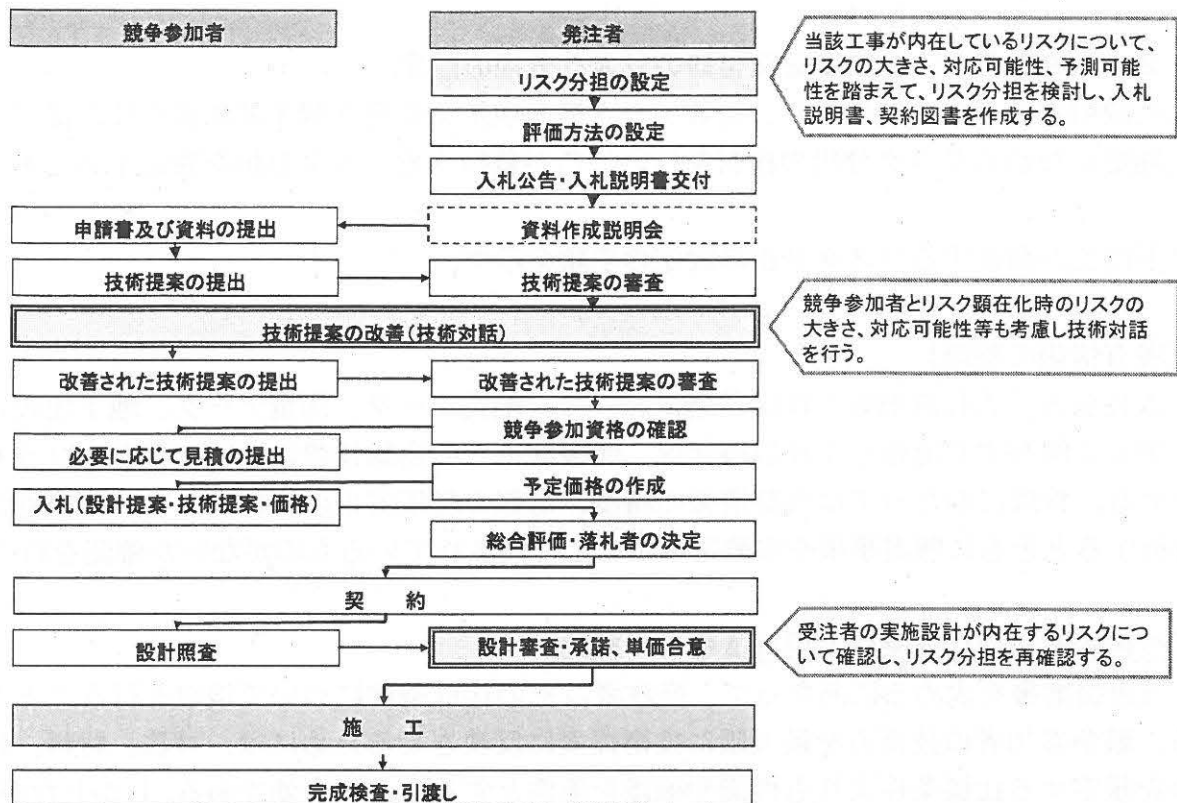 競争参加者
発注者
リスク分担の設定
当該工事が内在しているリスクについて、
リスクの大きさ、対応可能性、予測可能
性を踏まえて、リスク分担を検討し、入札
説明書、契約図書を作成する。
評価方法の設定
入札公告・入札説明書交付
申請書及び資料の提出
資料作成説明会
技術提案の提出
技術提案の審査
技術提案の改善(技術対話)
競争参加者とリスク顕在化時のリスクの
大きさ、対応可能性等も考慮し技術対話
を行う。
改善された技術提案の提出
改善された技術提案の審査
競争参加資格の確認
必要に応じて見積の提出
予定価格の作成
入札(設計提案・技術提案・価格)
総合評価・落札者の決定
契 約
設計照査
設計審査・承諾、単価合意
受注者の実施設計が内在するリスクにつ
いて確認し、リスク分担を再確認する。
施 工
完成検査・引渡し